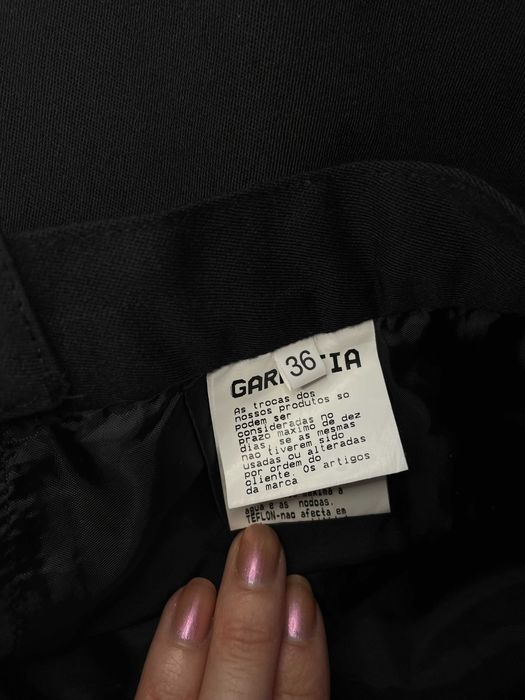 GAR TIA
36
As trocas dos
nossos produtos so
podem ser
consideradas no
prazo maximo de dez
dias, se as mesmas
nao tiverem sido
usadas ou alteradas
por ordem do
cliente. Os artigos
da marca
maxima a
agua e as nodoas.
TEFLON-nao afecta em